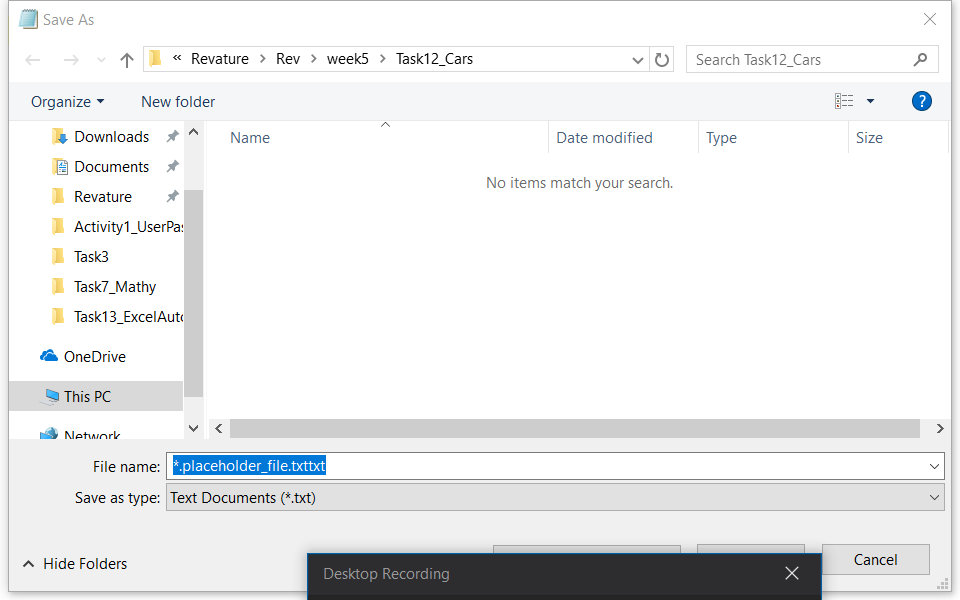 Save As
« Revature > Rev > week5 > Task12_Cars
Search Task12_Cars
Organize
New folder
?
Name
Date modified
Type
Size
No items match your search.
Downloads
Documents
Revature
Activity1_UserPas
Task3
Task7_Mathy
Task13_ExcelAuto
OneDrive
This PC
Network
File name: *.placeholder_file.txttxt
Save as type: Text Documents (*.txt)
Hide Folders
Cancel
Desktop Recording